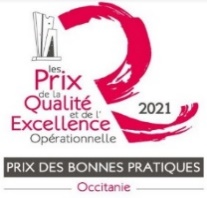 les
Prix
de la
Qualité
et de l'
Excellence
Opérationnelle
2021
PRIX DES BONNES PRATIQUES
Occitanie